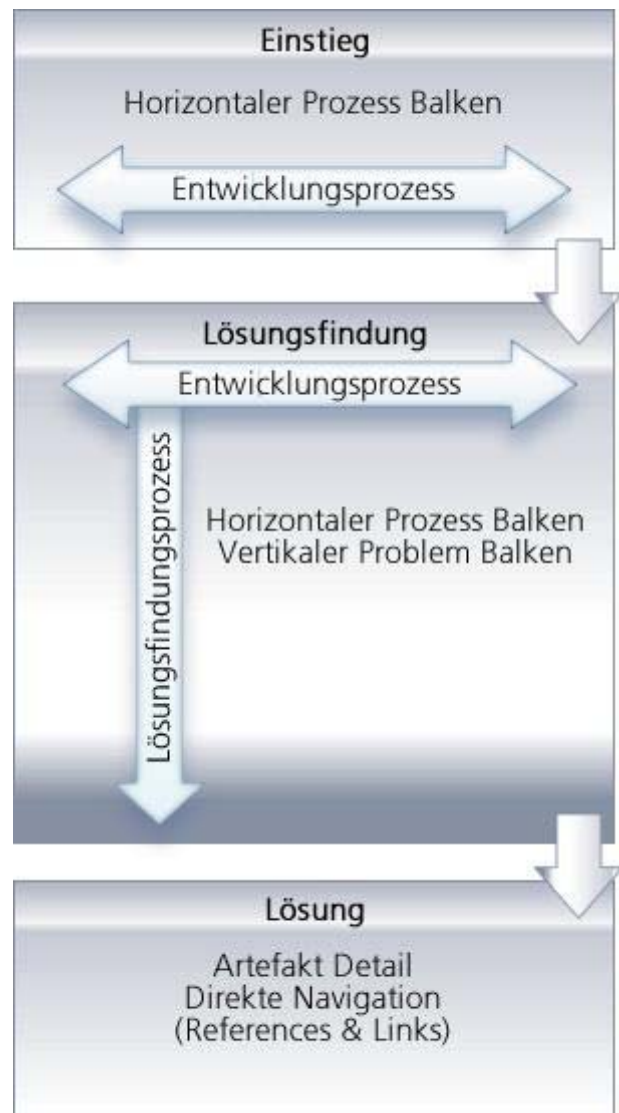 Einstieg
Horizontaler Prozess Balken
Entwicklungsprozess
Lösungsfindung
Entwicklungsprozess
Lösungsfindungsprozess
Horizontaler Prozess Balken
Vertikaler Problem Balken
Lösung
Artefakt Detail
Direkte Navigation
(References & Links)